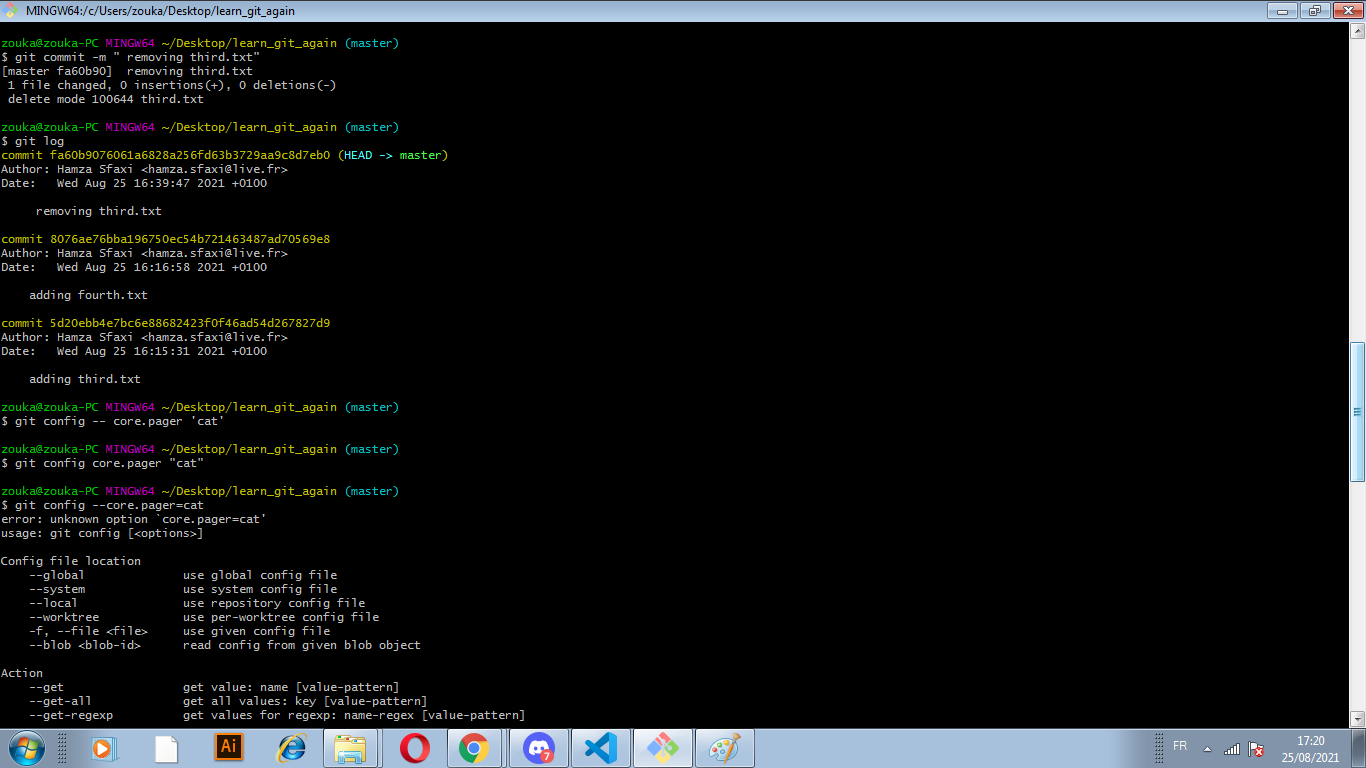 MINGW64:/c/Users/zouka/Desktop/learn_git_again
zouka@zouka-PC MINGW64 ~/Desktop/learn_git_again (master)
$ git commit -m " removing third.txt"
[master fa60b90]  removing third.txt
 1 file changed, 0 insertions(+), 0 deletions(-)
 delete mode 100644 third.txt
zouka@zouka-PC MINGW64 ~/Desktop/learn_git_again (master)
$ git log
commit fa60b9076061a6828a256fd63b3729aa9c8d7eb0 (HEAD -> master)
Author: Hamza Sfaxi <hamza.sfaxi@live.fr>
Date:   Wed Aug 25 16:39:47 2021 +0100
     removing third.txt
commit 8076ae76bba196750ec54b721463487ad70569e8
Author: Hamza Sfaxi <hamza.sfaxi@live.fr>
Date:   Wed Aug 25 16:16:58 2021 +0100
    adding fourth.txt
commit 5d20ebb4e7bc6e88682423f0f46ad54d267827d9
Author: Hamza Sfaxi <hamza.sfaxi@live.fr>
Date:   Wed Aug 25 16:15:31 2021 +0100
    adding third.txt
zouka@zouka-PC MINGW64 ~/Desktop/learn_git_again (master)
$ git config -- core.pager 'cat'
zouka@zouka-PC MINGW64 ~/Desktop/learn_git_again (master)
$ git config core.pager "cat"
zouka@zouka-PC MINGW64 ~/Desktop/learn_git_again (master)
$ git config --core.pager=cat
error: unknown option `core.pager=cat'
usage: git config [<options>]
Config file location
    --global              use global config file
    --system              use system config file
    --local               use repository config file
    --worktree            use per-worktree config file
    -f, --file <file>     use given config file
    --blob <blob-id>      read config from given blob object
Action
    --get                 get value: name [value-pattern]
    --get-all             get all values: key [value-pattern]
    --get-regexp          get values for regexp: name-regex [value-pattern]
Ai
7
FR
17:20
25/08/2021